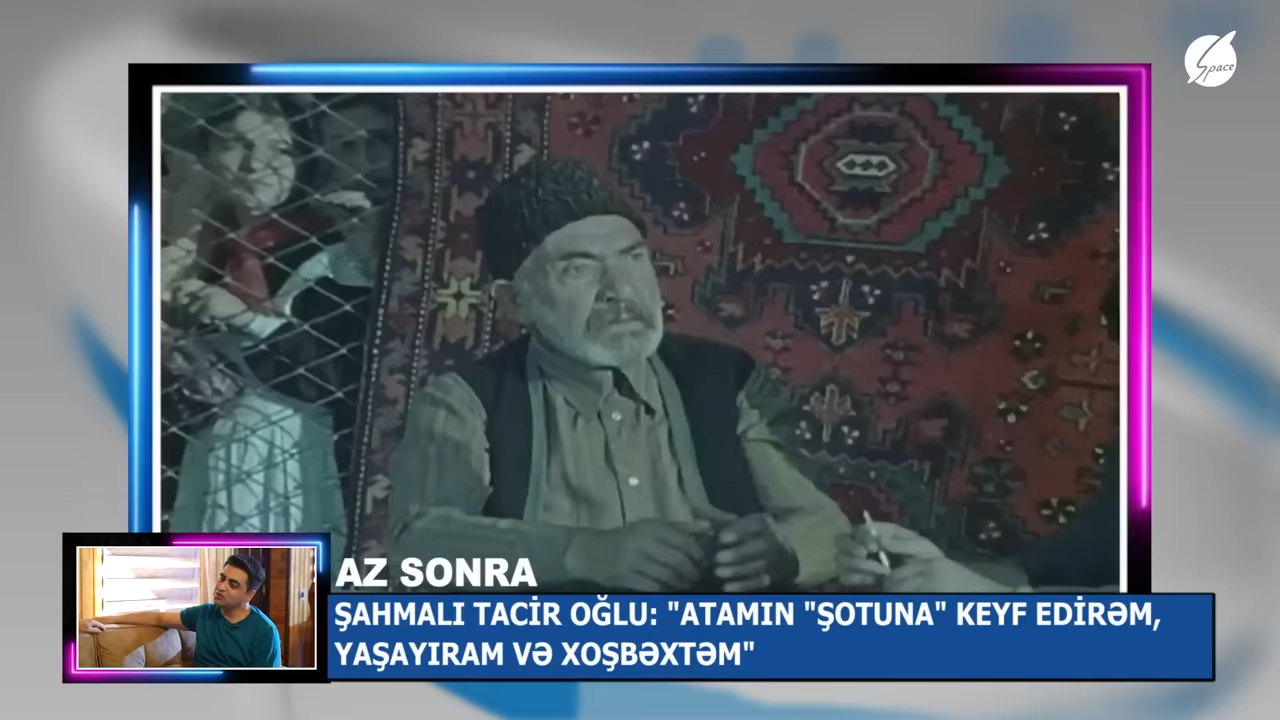 Space
AZ SONRA
ŞAHMALI TACİR OĞLU: "ATAMIN "ŞOTUNA" KEYF EDİRƏM,
YAŞAYIRAM VƏ XOŞBƏXTƏM"